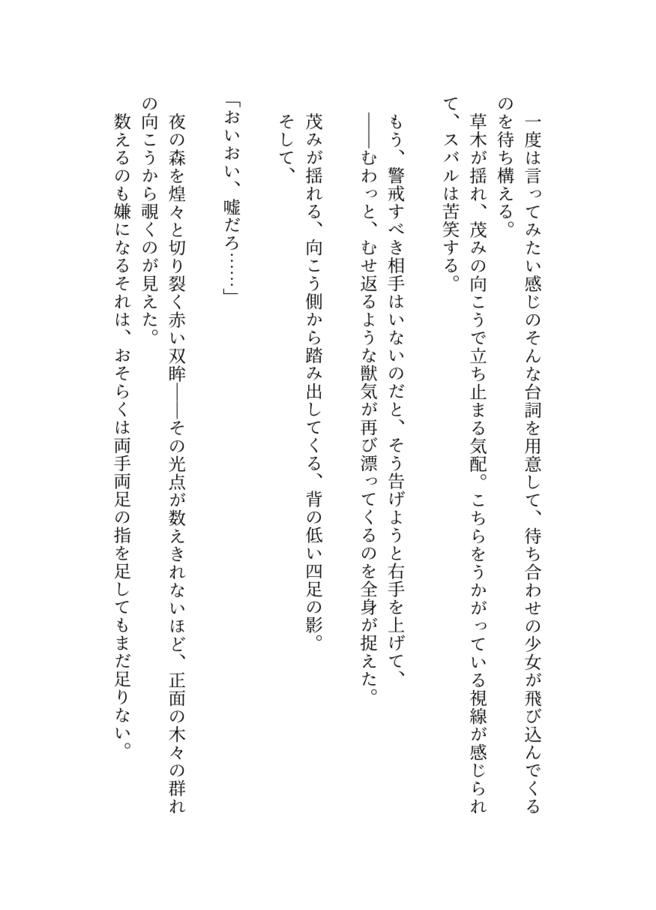 一度は言ってみたい感じのそんな台詞を用意して、待ち合わせの少女が飛び込んでくる
のを待ち構える。
草木が揺れ、茂みの向こうで立ち止まる気配。こちらをうかがっている視線が感じられ
て、スバルは苦笑する。
もう、警戒すべき相手はいないのだと、そう告げようと右手を上げて、
――むわっと、むせ返るような獣気が再び漂ってくるのを全身が捉えた。
茂みが揺れる、向こう側から踏み出してくる、背の低い四足の影。
そして、
「おいおい、嘘だろ……」
夜の森を煌々と切り裂く赤い双眸――その光点が数えきれないほど、正面の木々の群れ
の向こうから覗くのが見えた。
数えるのも嫌になるそれは、おそらくは両手両足の指を足してもまだ足りない。